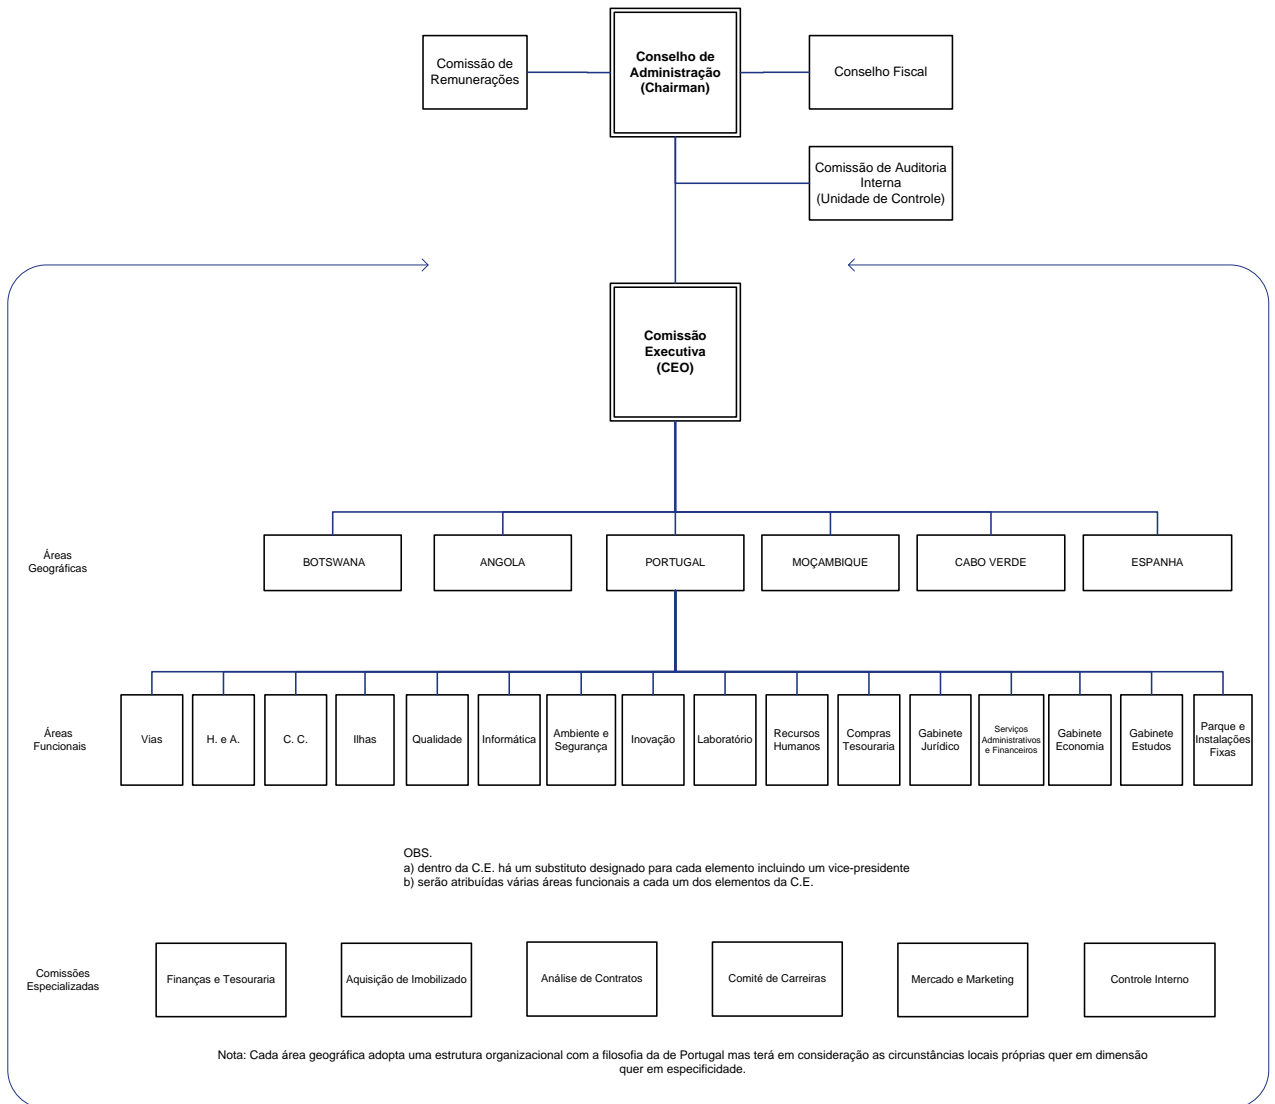 Comissão de
Remunerações
Conselho de
Administração
(Chairman)
Conselho Fiscal
Comissão de Auditoria
Interna
(Unidade de Controle)
Comissão
Executiva
(CEO)
Áreas
Geográficas
BOTSWANA
ANGOLA
PORTUGAL
MOÇAMBIQUE
CABO VERDE
ESPANHA
Áreas
Funcionais
Vias
H. e A.
C. C.
Ilhas
Qualidade
Informática
Ambiente e
Segurança
Inovação
Laboratório
Recursos
Humanos
Compras
Tesouraria
Gabinete
Jurídico
Serviços
Administrativos
e Financeiros
Gabinete
Economia
Gabinete
Estudos
Parque e
Instalações
Fixas
OBS.
a) dentro da C.E. há um substituto designado para cada elemento incluindo um vice-presidente
b) serão atribuídas várias áreas funcionais a cada um dos elementos da C.E.
Comissões
Especializadas
Finanças e Tesouraria
Aquisição de Imobilizado
Análise de Contratos
Comité de Carreiras
Mercado e Marketing
Controle Interno
Nota: Cada área geográfica adopta uma estrutura organizacional com a filosofia da de Portugal mas terá em consideração as circunstâncias locais próprias quer em dimensão
quer em especificidade.